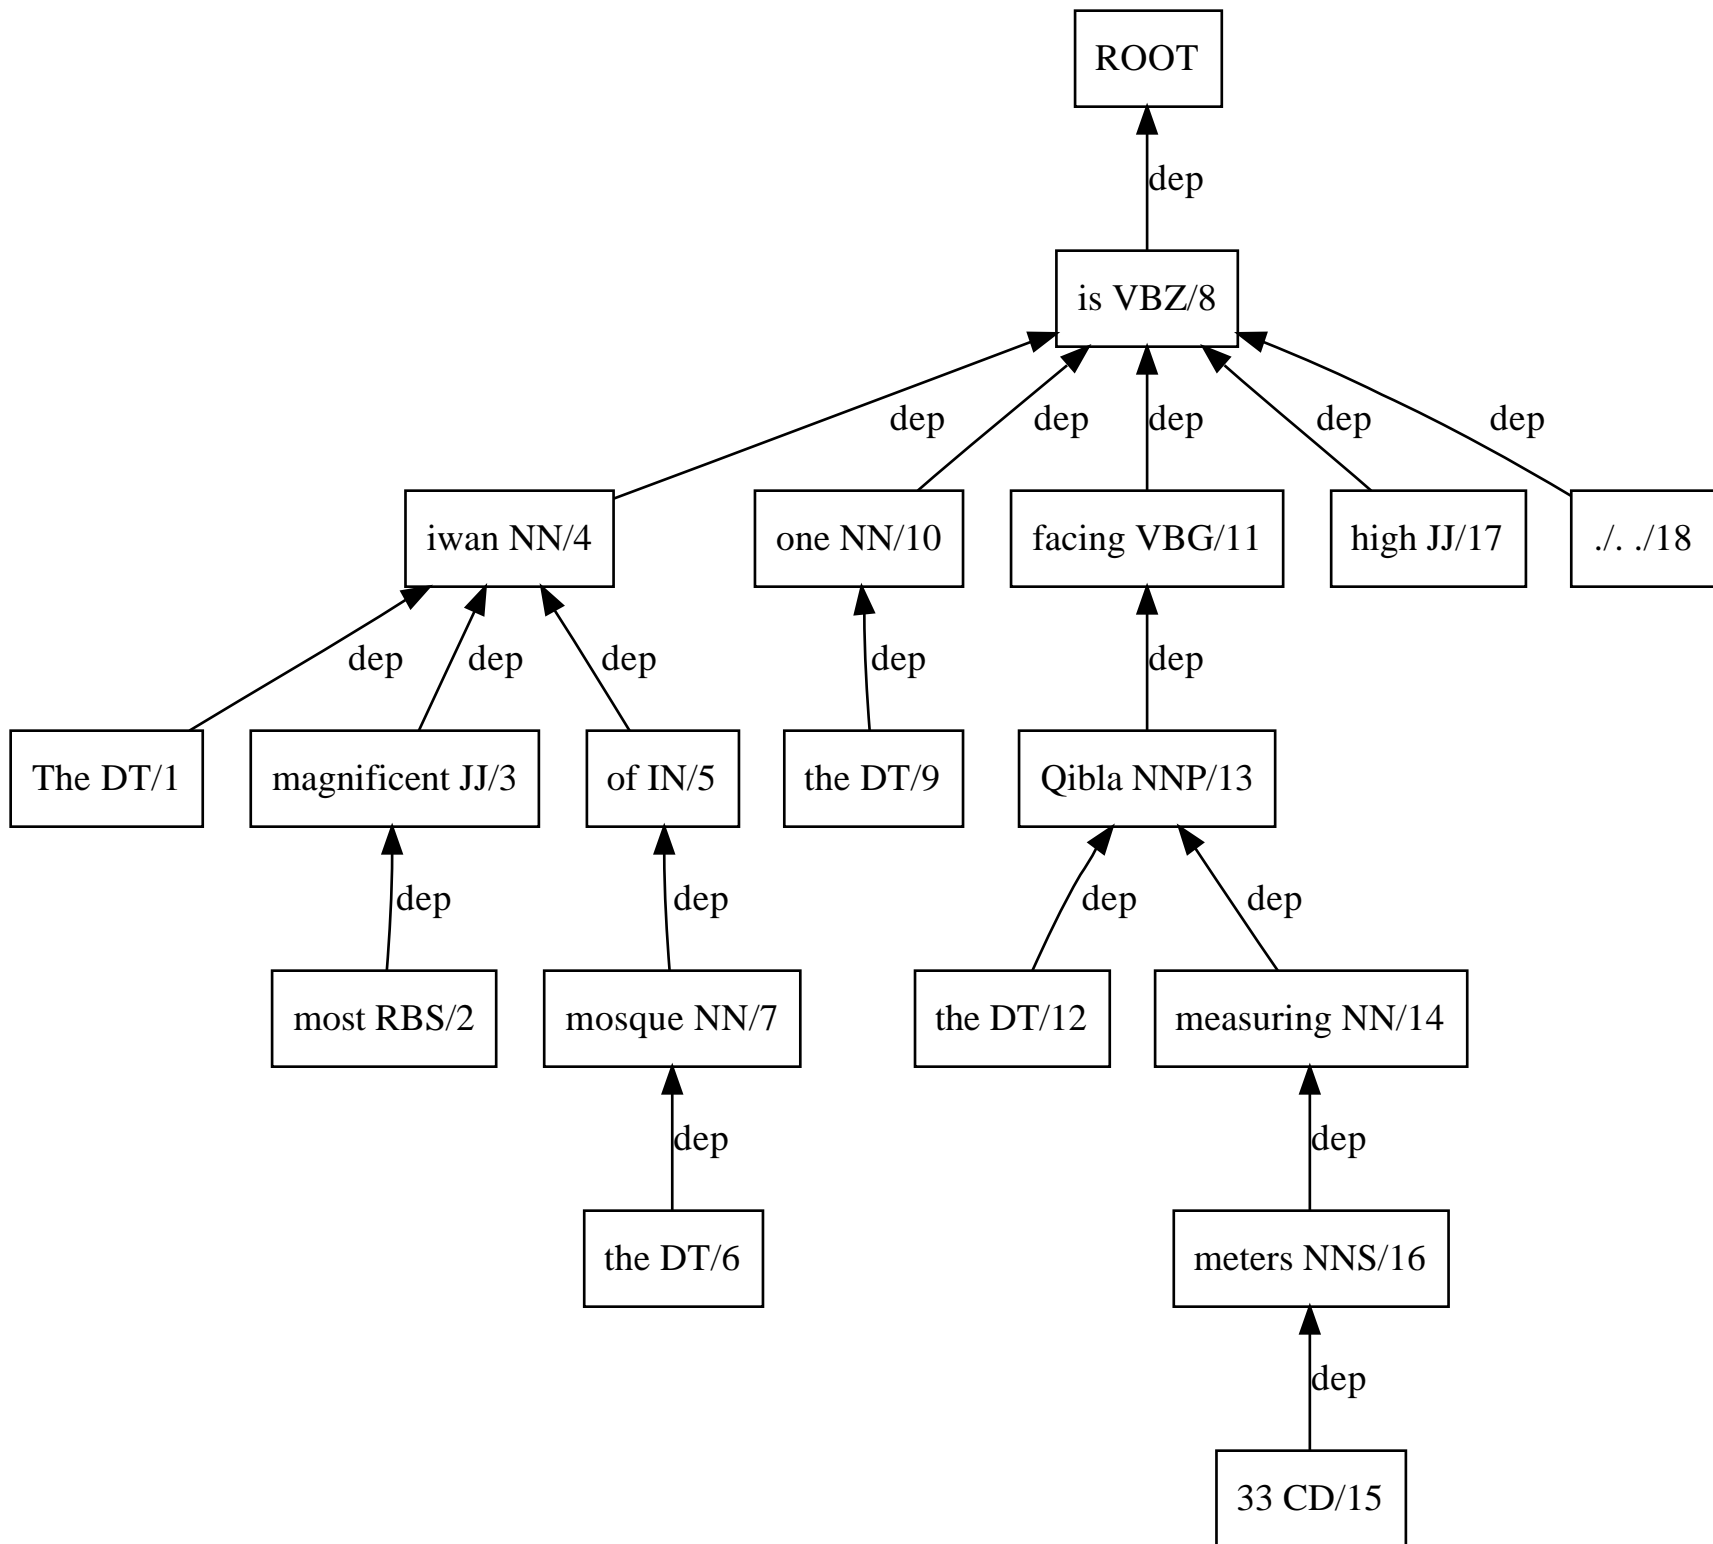 ROOT
dep
is VBZ/8
dep dep dep dep dep
iwan NN/4 one NN/10 facing VBG/11 high JJ/17 ./. ./18
dep dep dep dep dep
The DT/1 magnificent JJ/3 of IN/5 the DT/9 Qibla NNP/13
dep dep dep dep
most RBS/2 mosque NN/7 the DT/12 measuring NN/14
dep dep
the DT/6 meters NNS/16
dep
33 CD/15